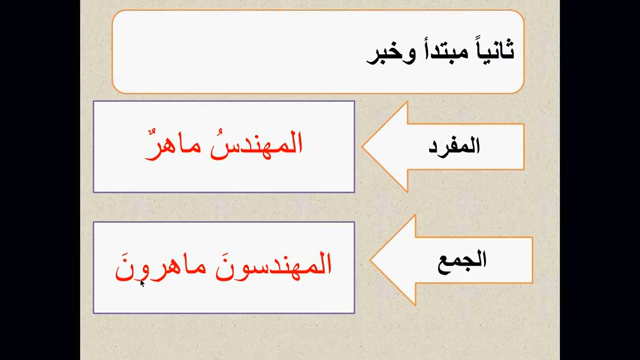 ثانياً مبتدأ وخبر
المفرد
المهندسُ ماهرٌ
الجمع
المهندسونَ ماهرونَ